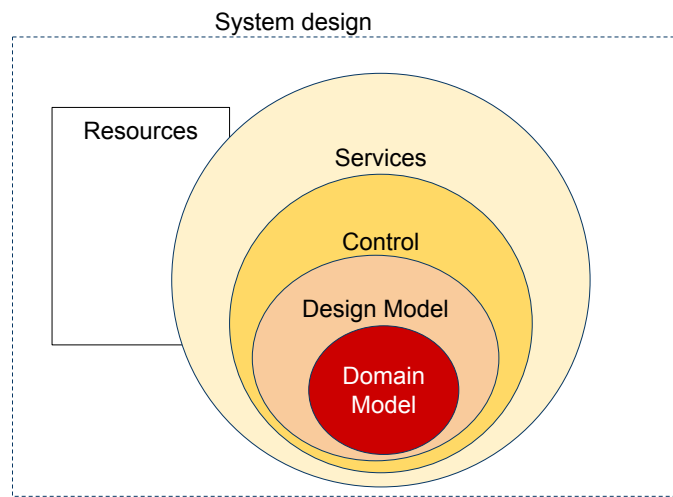 System design
Resources
Services
Control
Design Model
Domain
Model